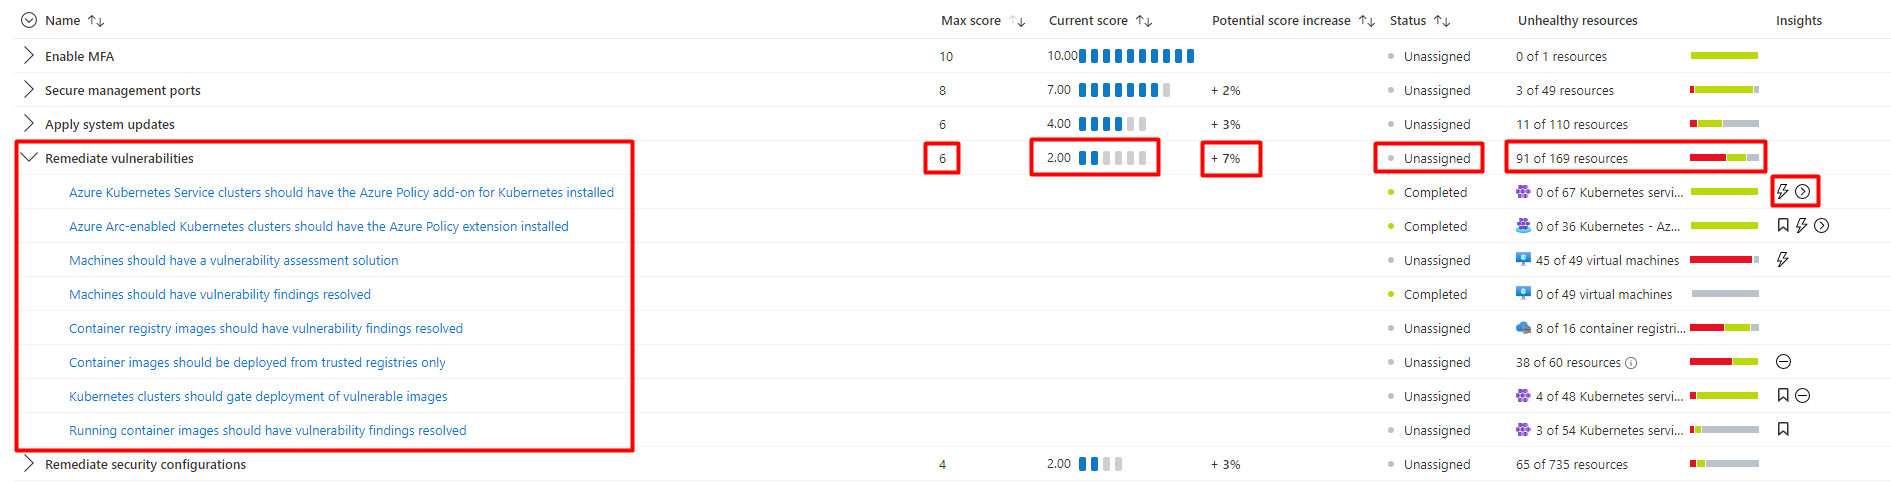 Name Max score Current score Potential score increase Status Unhealthy resources Insights
Enable MFA 10 10.00 Unassigned 0 of 1 resources
Secure management ports 8 7.00 + 2% Unassigned 3 of 49 resources
Apply system updates 6 4.00 + 3% Unassigned 11 of 110 resources
Remediate vulnerabilities 6 2.00 + 7% Unassigned 91 of 169 resources
Azure Kubernetes Service clusters should have the Azure Policy add-on for Kubernetes installed Completed 0 of 67 Kubernetes servi...
Azure Arc-enabled Kubernetes clusters should have the Azure Policy extension installed Completed 0 of 36 Kubernetes - Az...
Machines should have a vulnerability assessment solution Unassigned 45 of 49 virtual machines
Machines should have vulnerability findings resolved Completed 0 of 49 virtual machines
Container registry images should have vulnerability findings resolved Unassigned 8 of 16 container registri...
Container images should be deployed from trusted registries only Unassigned 38 of 60 resources
Kubernetes clusters should gate deployment of vulnerable images Unassigned 4 of 48 Kubernetes servi...
Running container images should have vulnerability findings resolved Unassigned 3 of 54 Kubernetes servi...
Remediate security configurations 4 2.00 + 3% Unassigned 65 of 735 resources